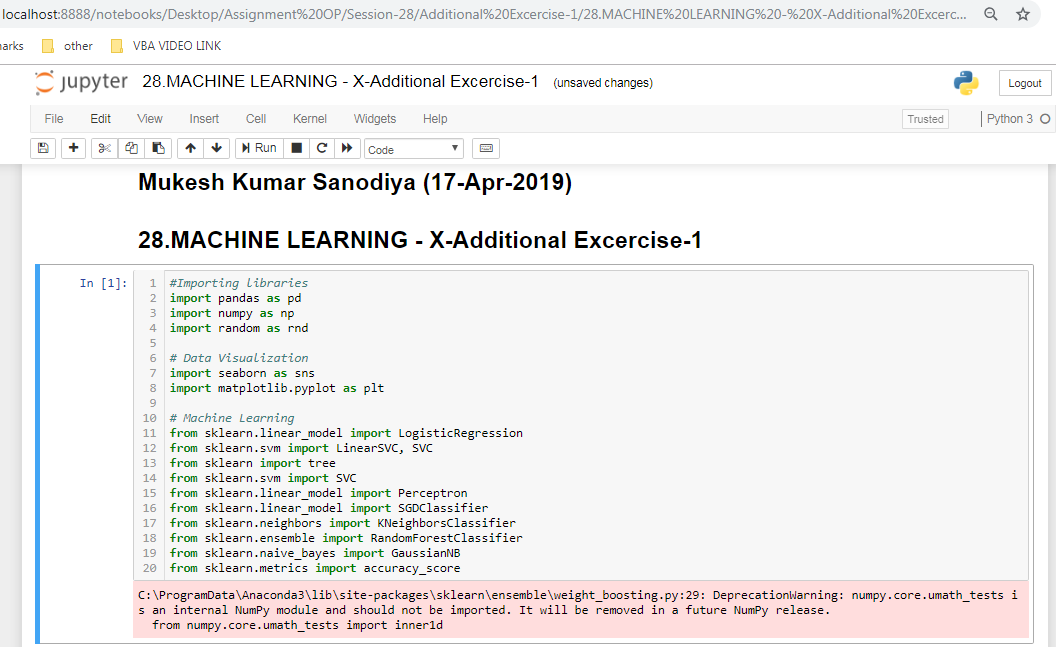 localhost:8888/notebooks/Desktop/Assignment%20OP/Session-28/Additional%20Excercise-1/28.MACHINE%20LEARNING%20-%20X-Additional%20Excerc...
arks other VBA VIDEO LINK
jupyter 28.MACHINE LEARNING - X-Additional Excercise-1 (unsaved changes) Logout
File Edit View Insert Cell Kernel Widgets Help Trusted Python 3
Run Code
Mukesh Kumar Sanodiya (17-Apr-2019)
28.MACHINE LEARNING - X-Additional Excercise-1
In [1]: 1 #Importing libraries
2 import pandas as pd
3 import numpy as np
4 import random as rnd
5
6 # Data Visualization
7 import seaborn as sns
8 import matplotlib.pyplot as plt
9
10 # Machine Learning
11 from sklearn.linear_model import LogisticRegression
12 from sklearn.svm import LinearSVC, SVC
13 from sklearn import tree
14 from sklearn.svm import SVC
15 from sklearn.linear_model import Perceptron
16 from sklearn.linear_model import SGDClassifier
17 from sklearn.neighbors import KNeighborsClassifier
18 from sklearn.ensemble import RandomForestClassifier
19 from sklearn.naive_bayes import GaussianNB
20 from sklearn.metrics import accuracy_score
C:\ProgramData\Anaconda3\lib\site-packages\sklearn\ensemble\weight_boosting.py:29: DeprecationWarning: numpy.core.umath_tests i
s an internal NumPy module and should not be imported. It will be removed in a future NumPy release.
from numpy.core.umath_tests import inner1d